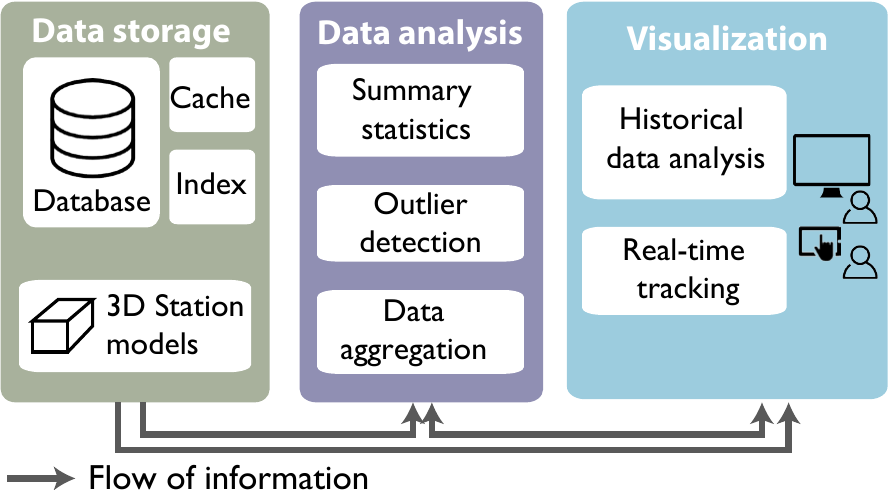 Data storage
Database
Cache
Index
3D Station
models
Data analysis
Summary
statistics
Outlier
detection
Data
aggregation
Visualization
Historical
data analysis
Real-time
tracking
Flow of information